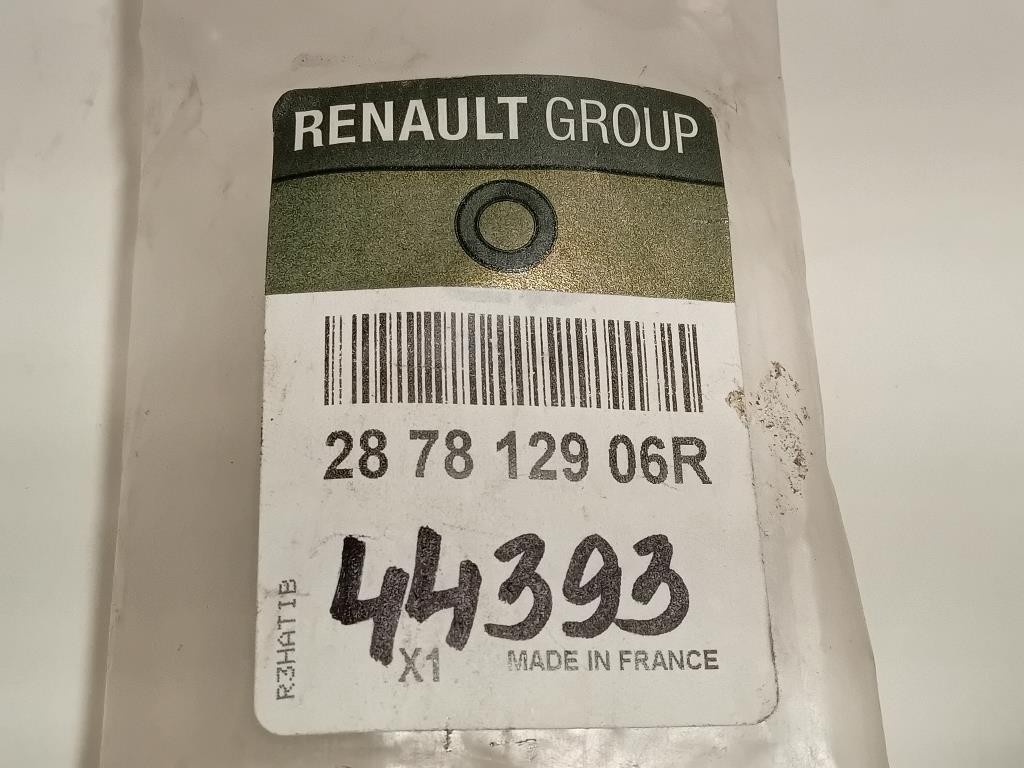 RENAULT GROUP
28 78 129 06R
44393
X1 MADE IN FRANCE
R3HATIB